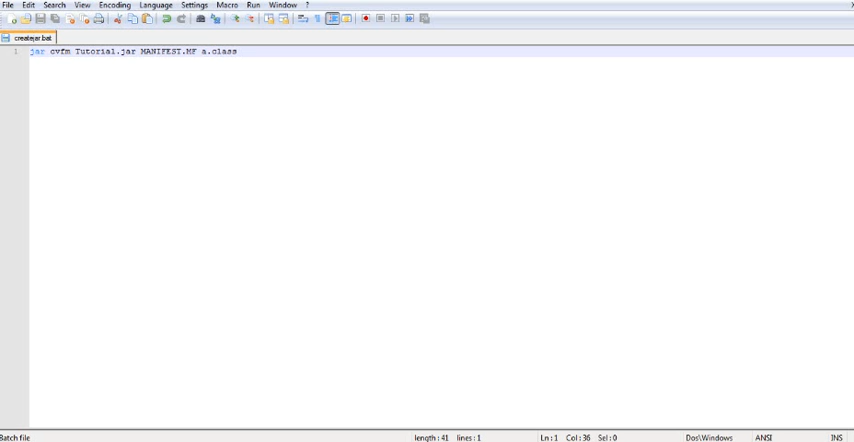 File Edit Search View Encoding Language Settings Macro Run Window ? X
createjar.bat
1 jar cvfm Tutorial.jar MANIFEST.MF a.class
Batch file length : 41 lines : 1 Ln : 1 Col : 36 Sel : 0 Dos\Windows ANSI INS